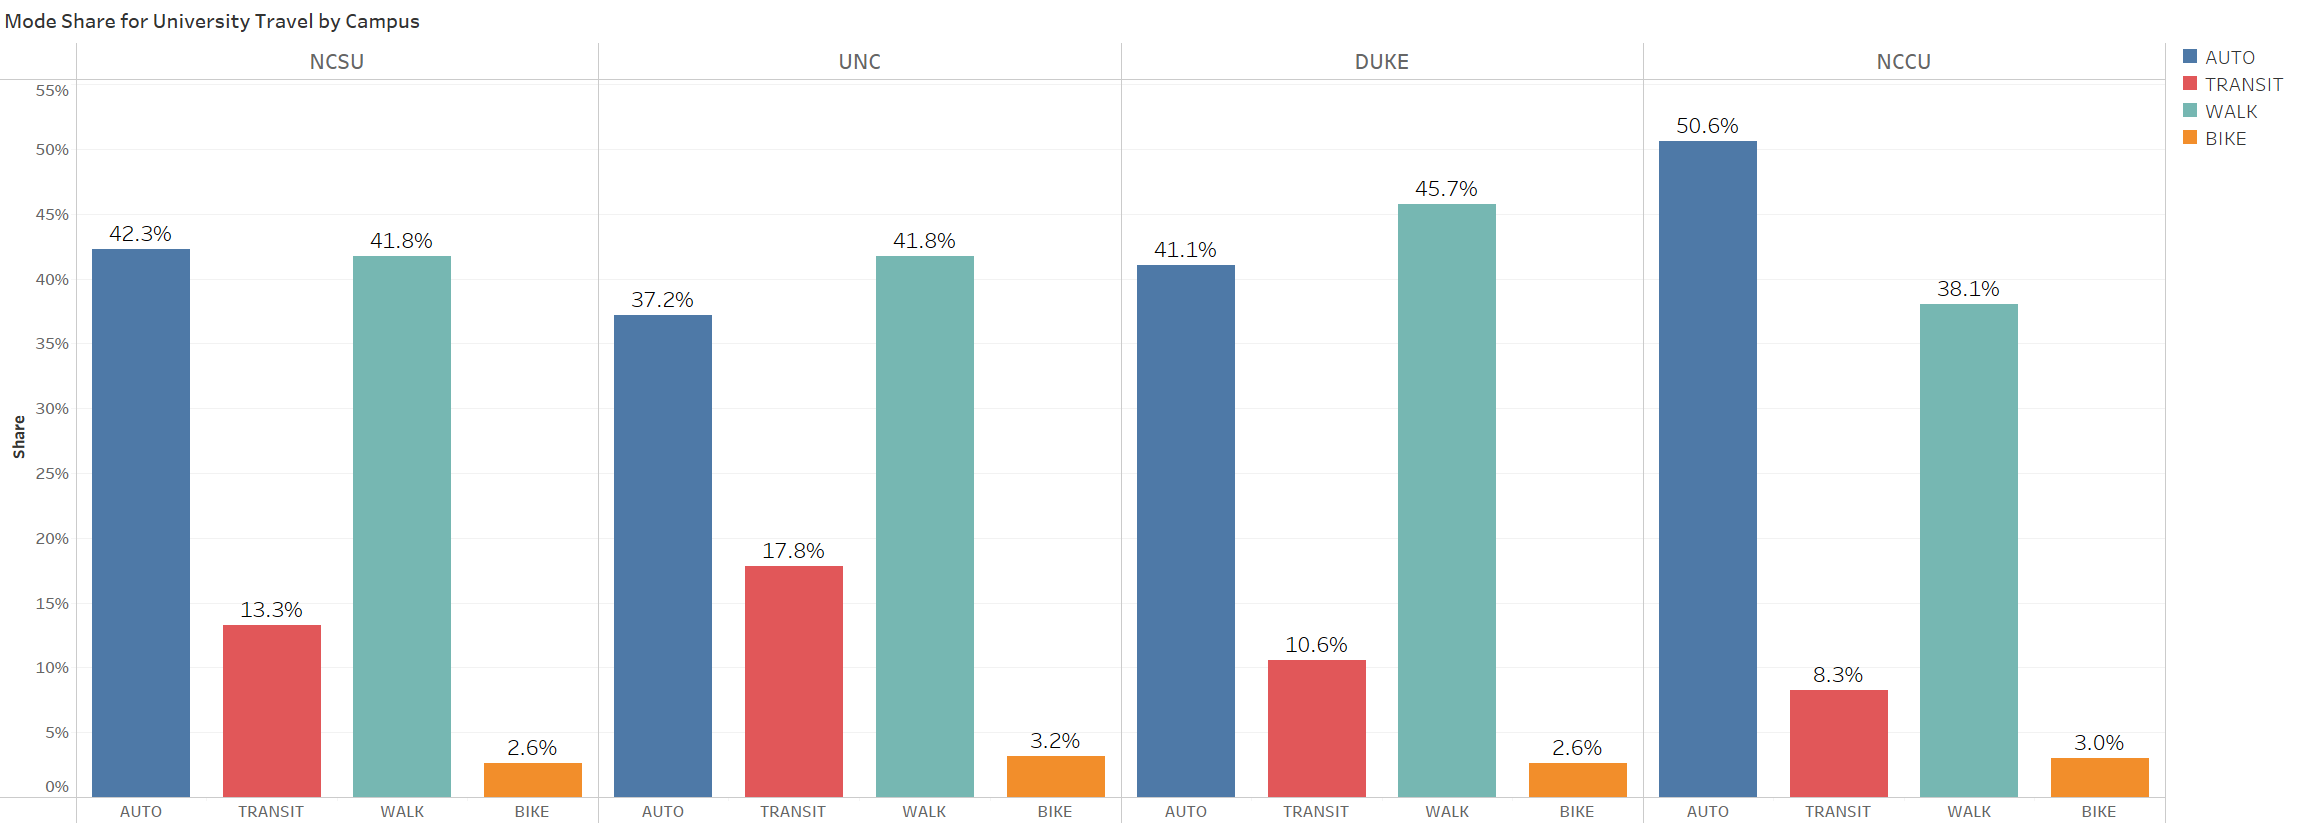 Mode Share for University Travel by Campus
NCSU UNC DUKE NCCU
AUTO
TRANSIT
WALK
BIKE
Share
55%
50%
45%
40%
35%
30%
25%
20%
15%
10%
5%
0%
42.3% 13.3% 41.8% 2.6%
37.2% 17.8% 41.8% 3.2%
41.1% 10.6% 45.7% 2.6%
50.6% 8.3% 38.1% 3.0%
AUTO TRANSIT WALK BIKE AUTO TRANSIT WALK BIKE AUTO TRANSIT WALK BIKE AUTO TRANSIT WALK BIKE